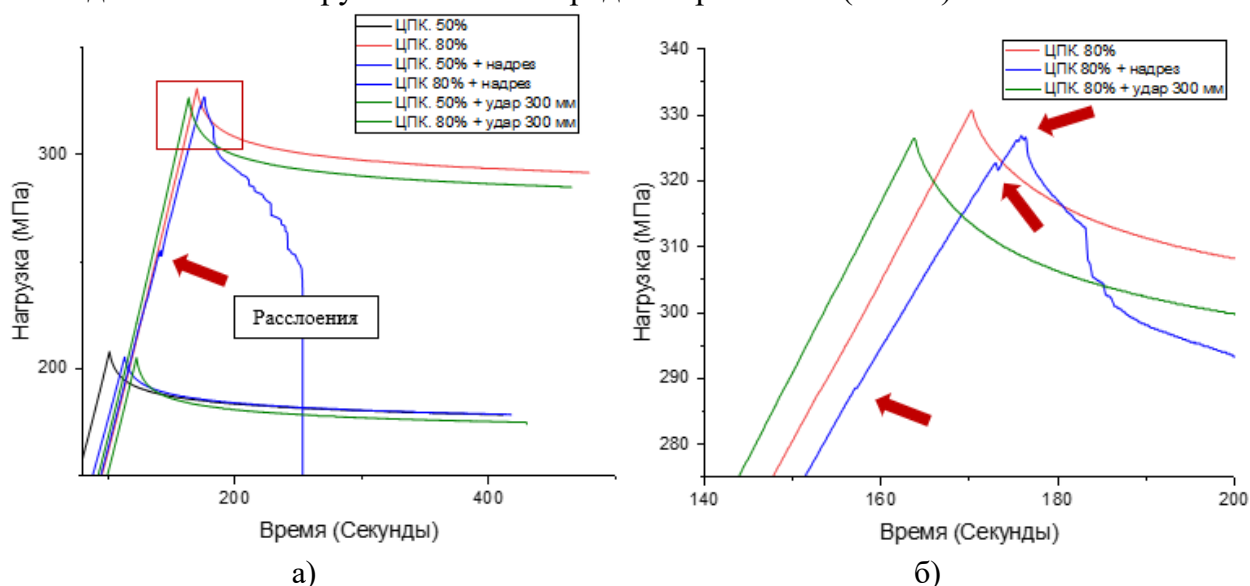 ЦПК. 50%
ЦПК. 80%
ЦПК. 50% + надрез
ЦПК 80% + надрез
ЦПК. 50% + удар 300 мм
ЦПК. 80% + удар 300 мм
Нагрузка (МПа)
300
200
Расслоения
200
400
Время (Секунды)
а)
ЦПК 80%
ЦПК 80% + надрез
ЦПК. 80% + удар 300 мм
Нагрузка (МПа)
340
330
320
310
300
290
280
140
160
180
200
Время (Секунды)
б)